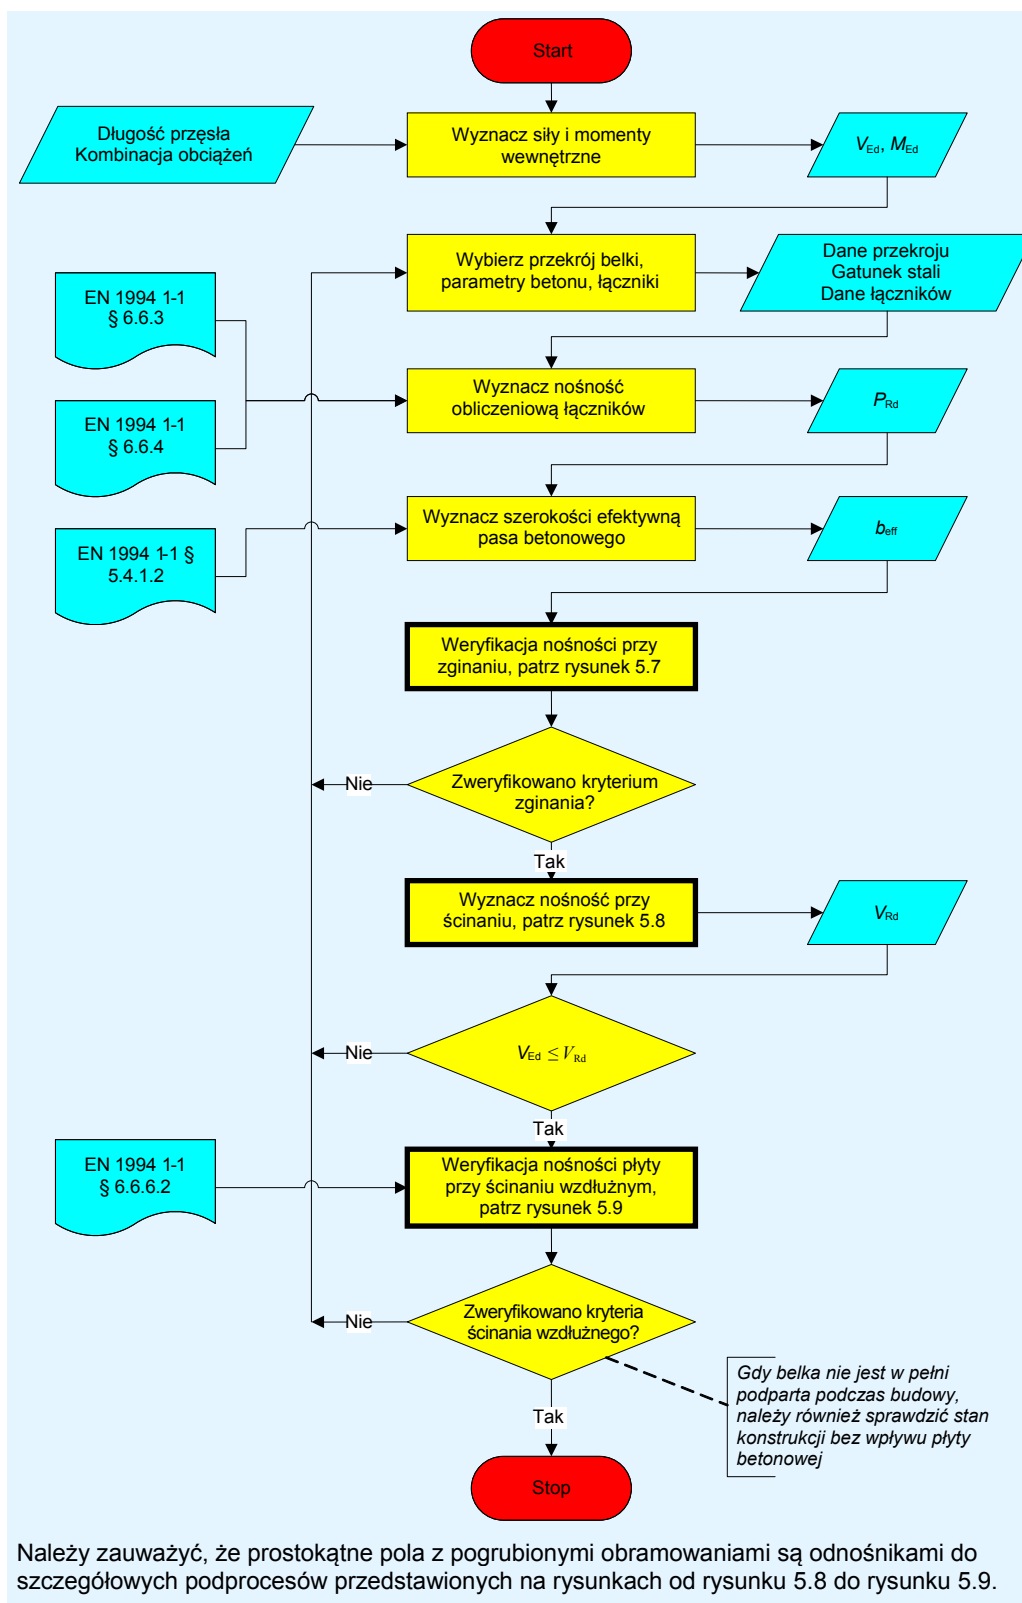 Start
Długość przęsła
Kombinacja obciążeń
Wyznacz siły i momenty
wewnętrzne
VEd, MEd
Wybierz przekrój belki,
parametry betonu, łączniki
Dane przekroju
Gatunek stali
Dane łączników
EN 1994 1-1
§ 6.6.3
Wyznacz nośność
obliczeniową łączników
PRd
EN 1994 1-1
§ 6.6.4
Wyznacz szerokości efektywną
pasa betonowego
beff
EN 1994 1-1 §
5.4.1.2
Weryfikacja nośności przy
zginaniu, patrz rysunek 5.7
Zweryfikowano kryterium
zginania?
Nie
Tak
Wyznacz nośność przy
ścinaniu, patrz rysunek 5.8
VRd
VEd ≤ VRd
Nie
Tak
EN 1994 1-1
§ 6.6.6.2
Weryfikacja nośności płyty
przy ścinaniu wzdłużnym,
patrz rysunek 5.9
Zweryfikowano kryteria
ścinania wzdłużnego?
Nie
Gdy belka nie jest w pełni
podparta podczas budowy,
należy również sprawdzić stan
konstrukcji bez wpływu płyty
betonowej
Tak
Stop
Należy zauważyć, że prostokątne pola z pogrubionymi obramowaniami są odnośnikami do
szczegółowych podprocesów przedstawionych na rysunkach od rysunku 5.8 do rysunku 5.9.